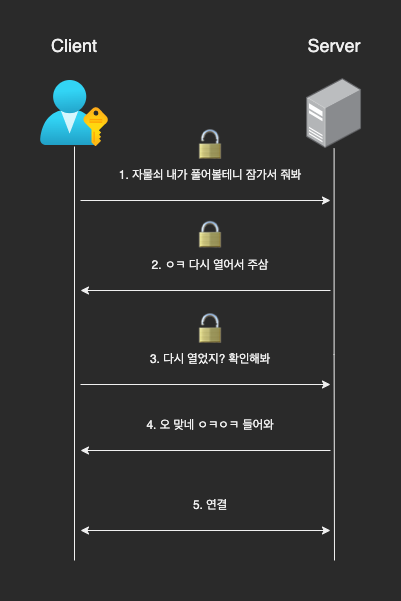 Client
Server
1. 자물쇠 내가 풀어볼테니 잠가서 줘봐
2. ㅇㅋ 다시 열어서 주삼
3. 다시 열었지? 확인해봐
4. 오 맞네 ㅇㅋㅇㅋ 들어와
5. 연결